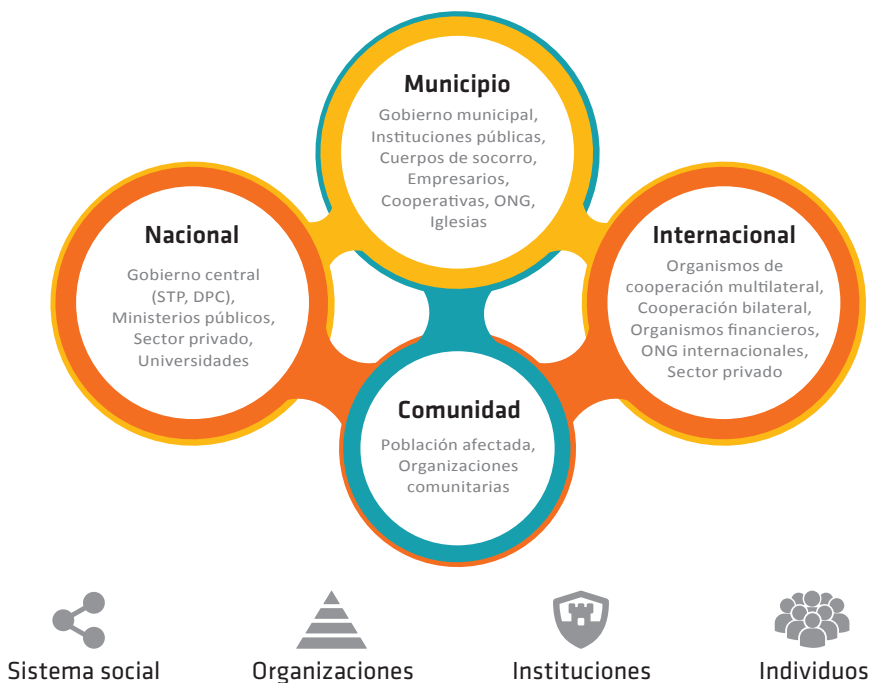 Municipio
Gobierno municipal,
Instituciones públicas,
Cuerpos de socorro,
Empresarios,
Cooperativas, ONG,
Iglesias
Nacional
Gobierno central
(STP, DPC),
Ministerios públicos,
Sector privado,
Universidades
Internacional
Organismos de
cooperación multilateral,
Cooperación bilateral,
Organismos financieros,
ONG internacionales,
Sector privado
Comunidad
Población afectada,
Organizaciones
comunitarias
Sistema social
Organizaciones
Instituciones
Individuos